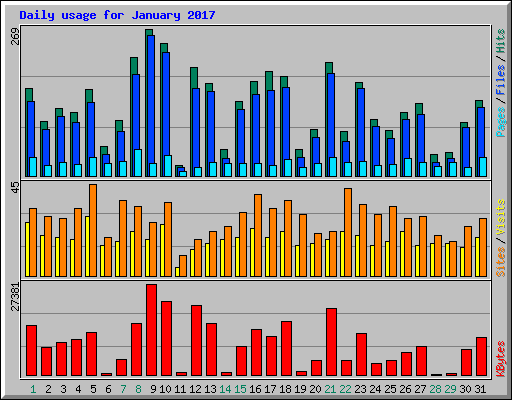 Daily usage for January 2017
269
Pages / Files / Hits
45
Sites / Visits
27381
KBytes
1 2 3 4 5 6 7 8 9 10 11 12 13 14 15 16 17 18 19 20 21 22 23 24 25 26 27 28 29 30 31